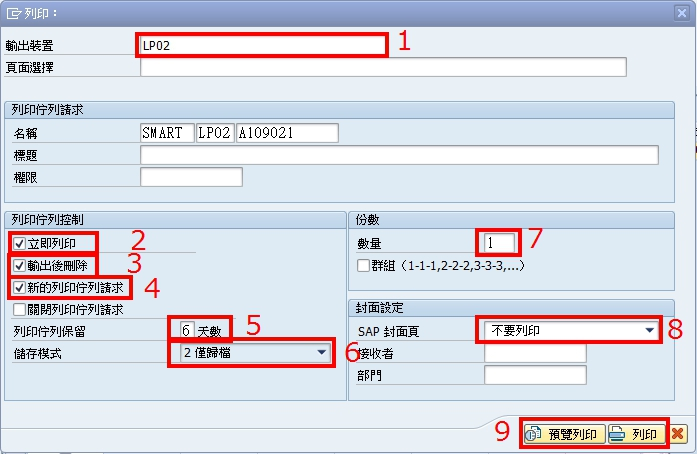 列印：
輸出裝置 LP02 1
頁面選擇
列印佇列請求
名稱 SMART LP02 A109021
標題
權限
列印佇列控制
立即列印 2
輸出後刪除 3
新的列印佇列請求 4
關閉列印佇列請求
列印佇列保留 6 天數 5
儲存模式 2 僅歸檔 6
份數
數量 1 7
群組（1-1-1,2-2-2,3-3-3,...）
封面設定
SAP 封面頁 不要列印 8
接收者
部門
9 預覽列印 列印